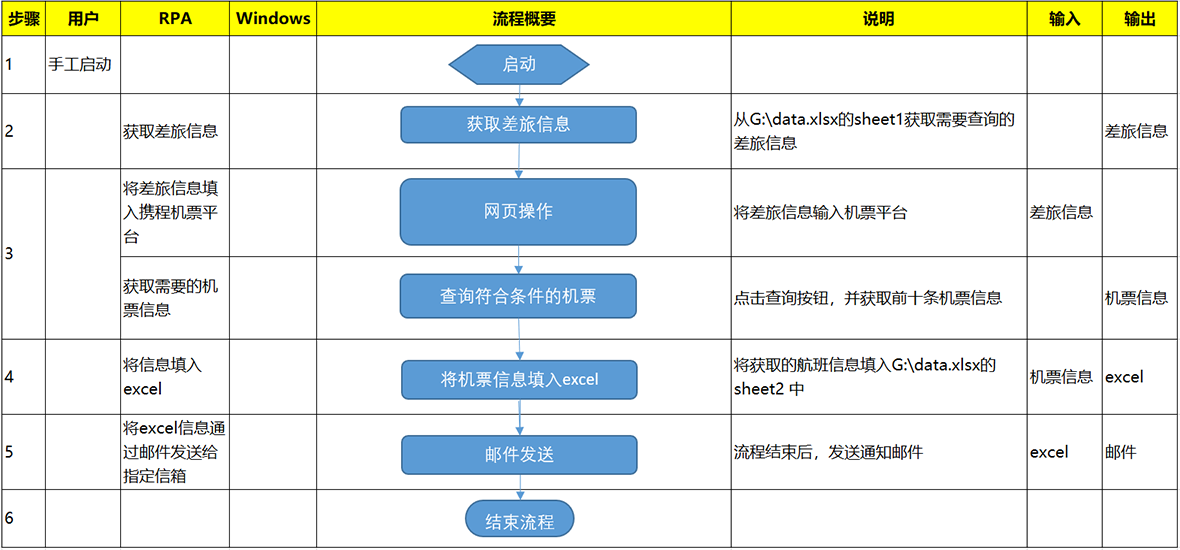 步骤 用户 RPA Windows 流程概要 说明 输入 输出
1 手工启动 启动
2 获取差旅信息 获取差旅信息 从G:\data.xlsx的sheet1获取需要查询的
差旅信息 差旅信息
3 将差旅信息填
入携程机票平
台 网页操作 将差旅信息输入机票平台 差旅信息
获取需要的机
票信息 查询符合条件的机票 点击查询按钮，并获取前十条机票信息 机票信息
4 将信息填入
excel 将机票信息填入excel 将获取的航班信息填入G:\data.xlsx的
sheet2 中 机票信息 excel
5 将excel信息通
过邮件发送给
指定信箱 邮件发送 流程结束后，发送通知邮件 excel 邮件
6 结束流程